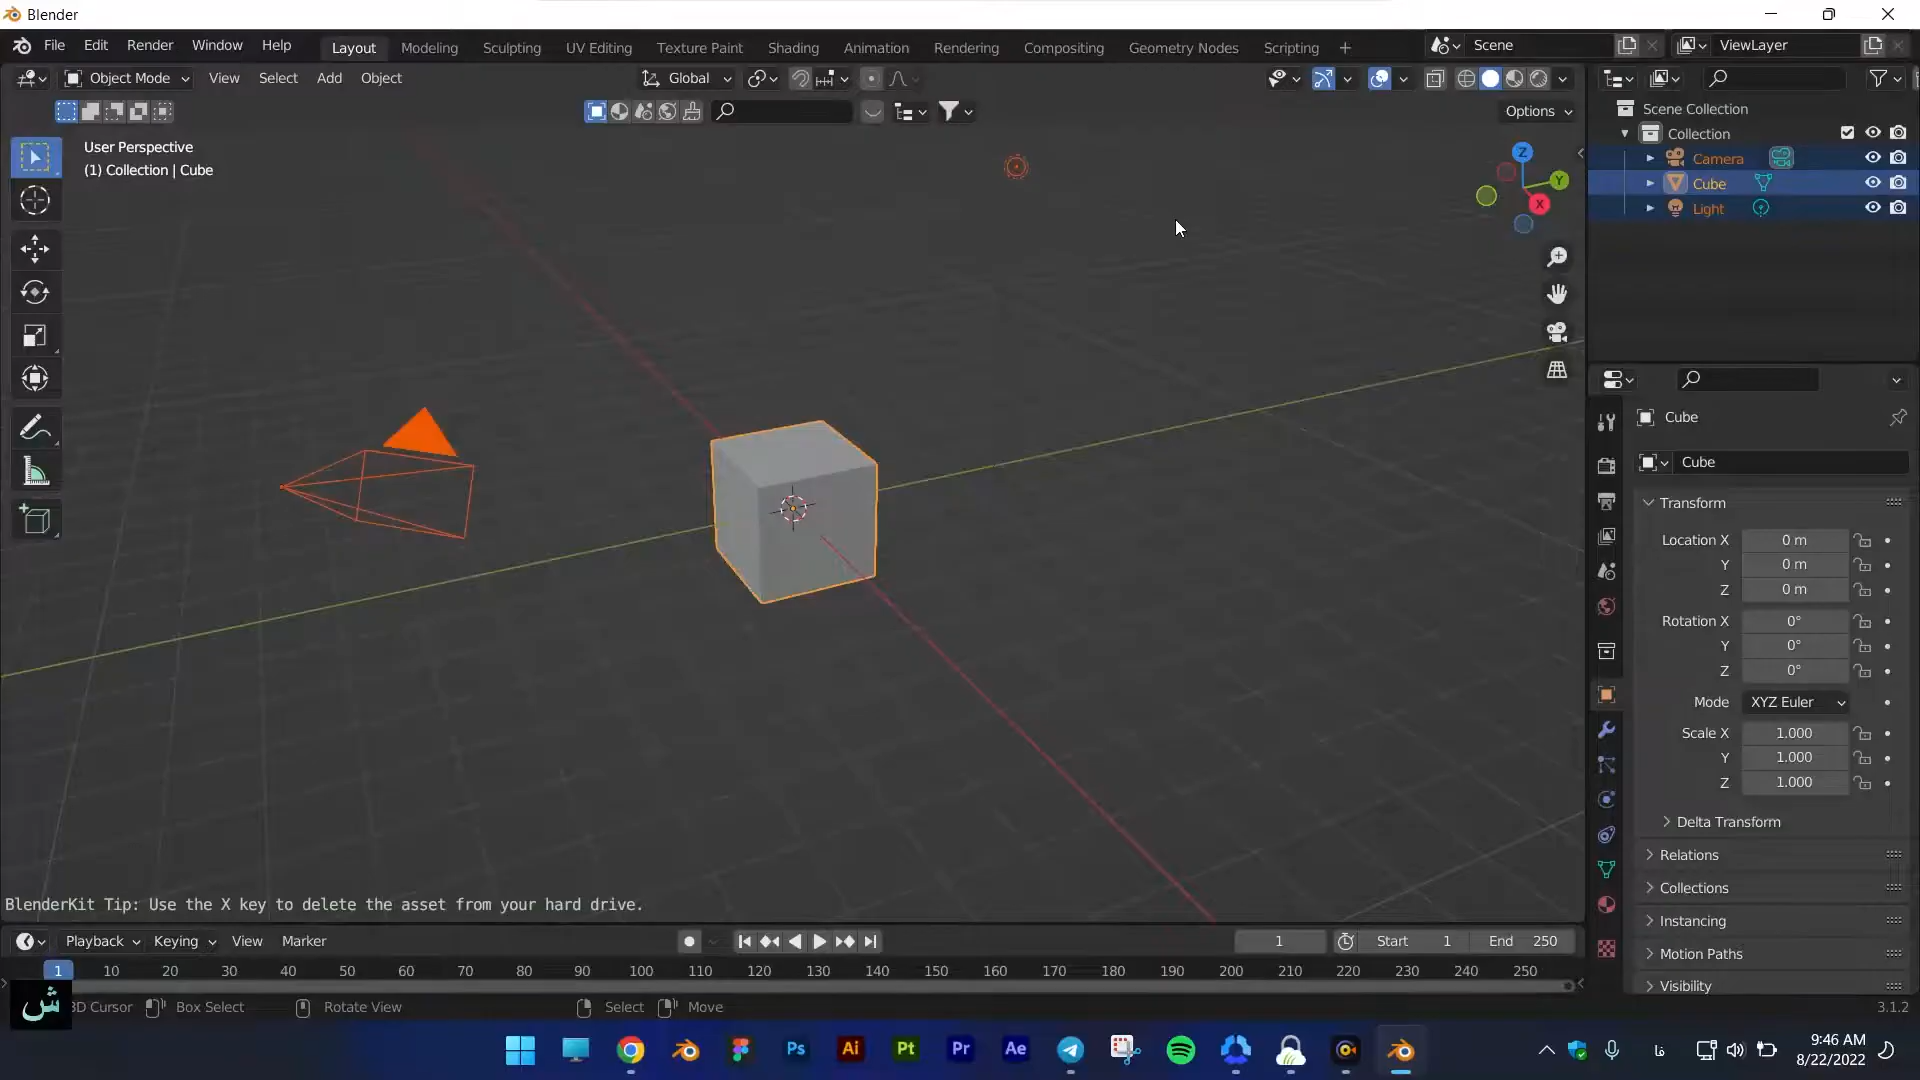 Blender
File Edit Render Window Help Layout Modeling Sculpting UV Editing Texture Paint Shading Animation Rendering Compositing Geometry Nodes Scripting + Scene ViewLayer
Object Mode View Select Add Object Global
Options
User Perspective
(1) Collection | Cube
Z
Y
X
Scene Collection
Collection
Camera
Cube
Light
Cube
Cube
Transform
Location X 0 m
Y 0 m
Z 0 m
Rotation X 0°
Y 0°
Z 0°
Mode XYZ Euler
Scale X 1.000
Y 1.000
Z 1.000
Delta Transform
Relations
Collections
Instancing
Motion Paths
Visibility
BlenderKit Tip: Use the X key to delete the asset from your hard drive.
Playback Keying View Marker 1 Start 1 End 250
1 10 20 30 40 50 60 70 80 90 100 110 120 130 140 150 160 170 180 190 200 210 220 230 240 250
ش 3D Cursor Box Select Rotate View Select Move 3.1.2
Ps Ai Pt Pr Ae فا 9:46 AM
8/22/2022